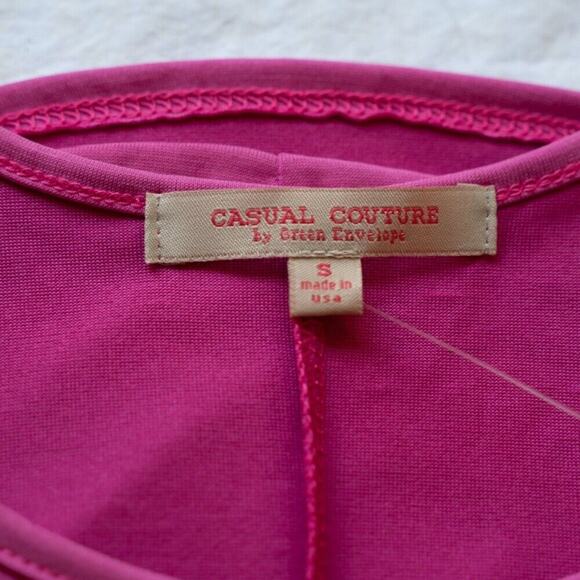 CASUAL COUTURE
by Green Envelope
S
made in
usa